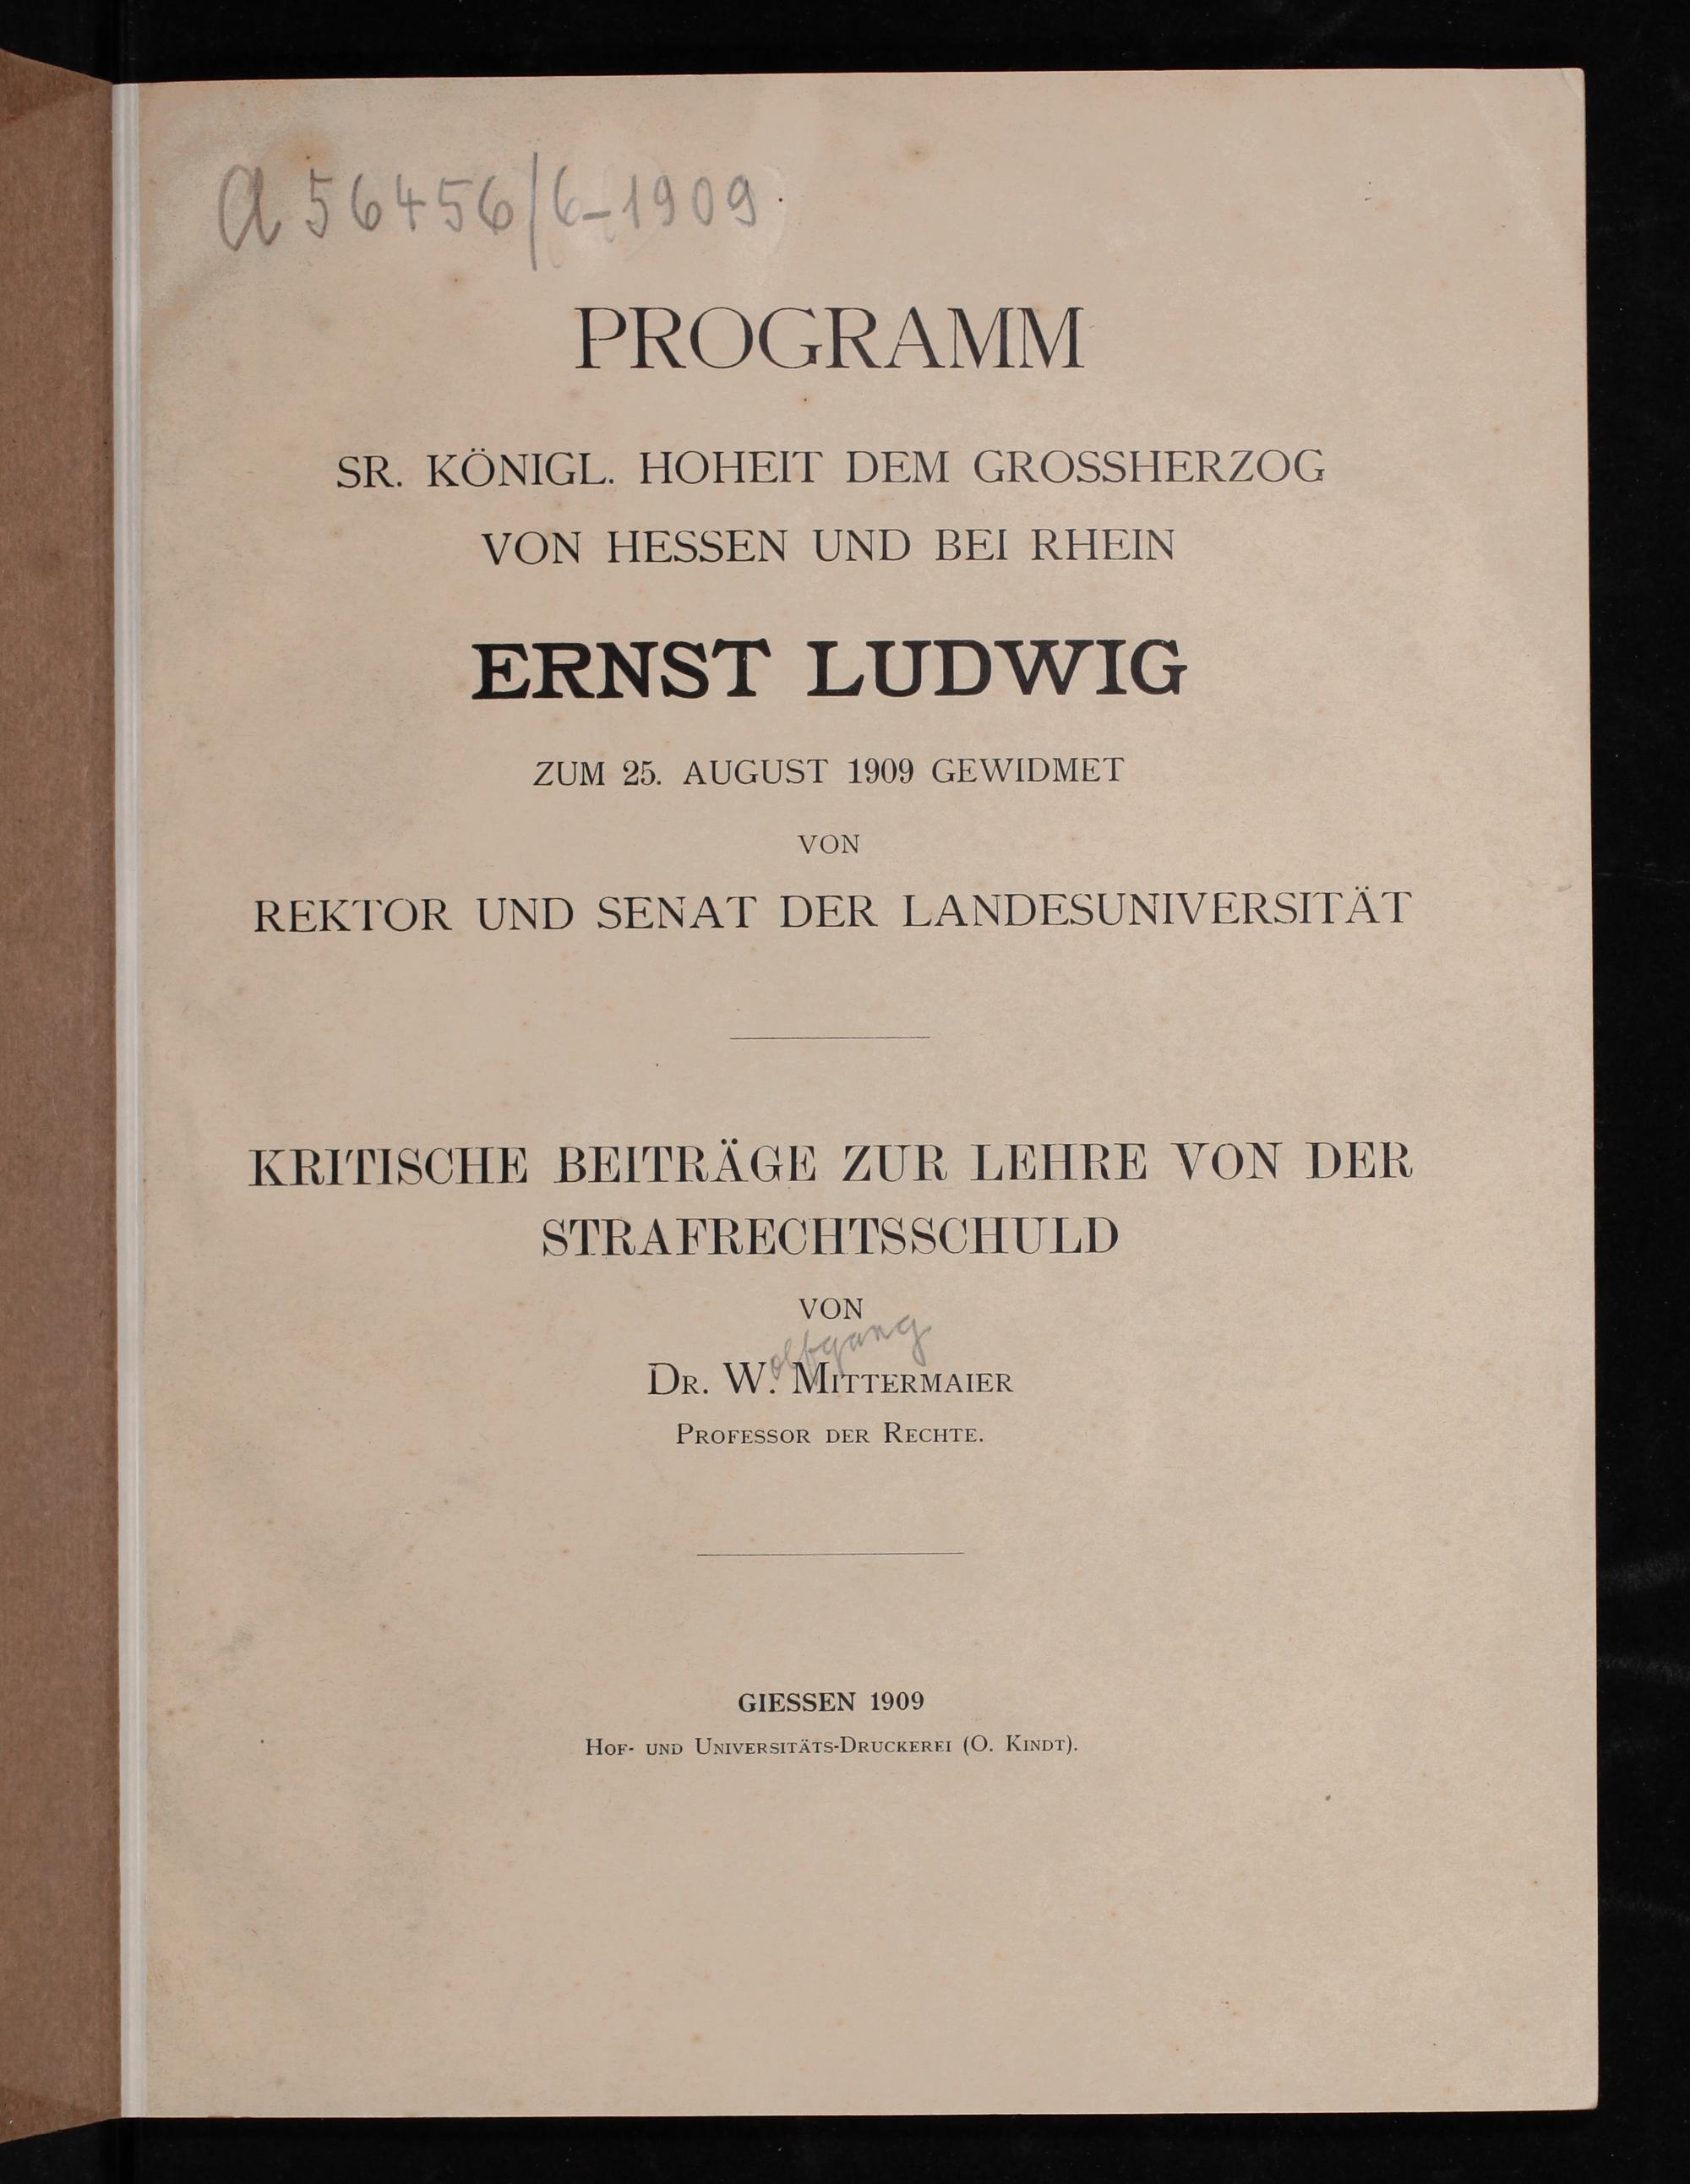 A 56456/6-1909.
PROGRAMM
SR. KÖNIGL. HOHEIT DEM GROSSHERZOG
VON HESSEN UND BEI RHEIN
ERNST LUDWIG
ZUM 25. AUGUST 1909 GEWIDMET
VON
REKTOR UND SENAT DER LANDESUNIVERSITÄT
KRITISCHE BEITRÄGE ZUR LEHRE VON DER
STRAFRECHTSSCHULD
VON
olfgang
DR. W. MITTERMAIER
PROFESSOR DER RECHTE.
GIESSEN 1909
HOF- UND UNIVERSITÄTS-DRUCKEREI (O. KINDT).